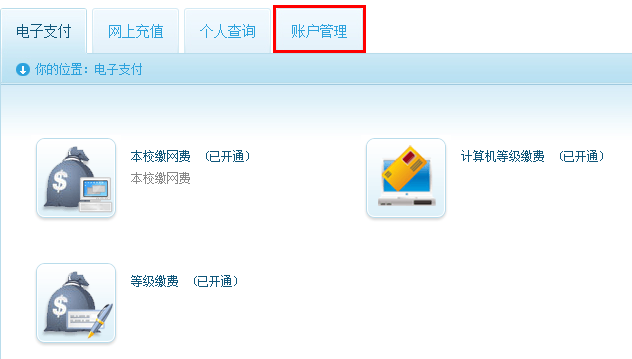 电子支付 网上充值 个人查询 账户管理
你的位置：电子支付
本校缴网费 （已开通） 计算机等级缴费 （已开通）
本校缴网费
等级缴费 （已开通）